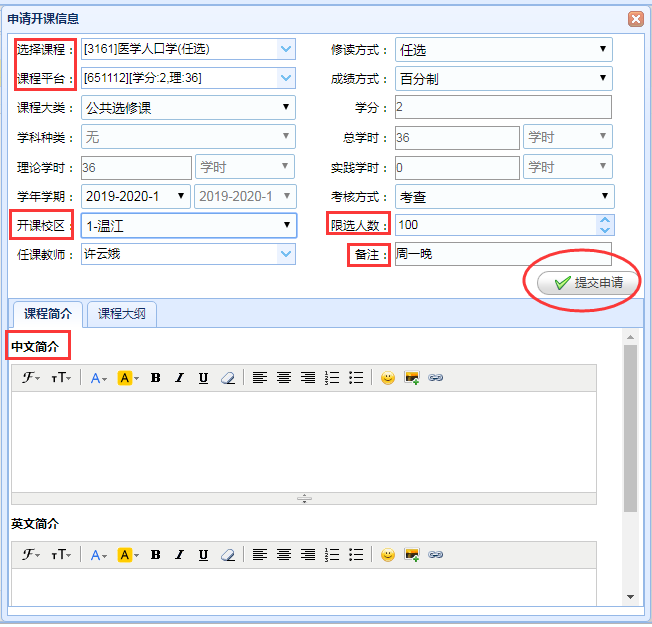 申请开课信息
选择课程： [3161]医学人口学(任选) 修读方式： 任选
课程平台： [651112][学分:2,理:36] 成绩方式： 百分制
课程大类： 公共选修课 学分： 2
学科种类： 无 总学时： 36 学时
理论学时： 36 学时 实践学时： 0 学时
学年学期： 2019-2020-1 2019-2020-1 考核方式： 考查
开课校区： 1-温江 限选人数： 100
任课教师： 许云娥 备注： 周一晚
提交申请
课程简介 课程大纲
中文简介
英文简介